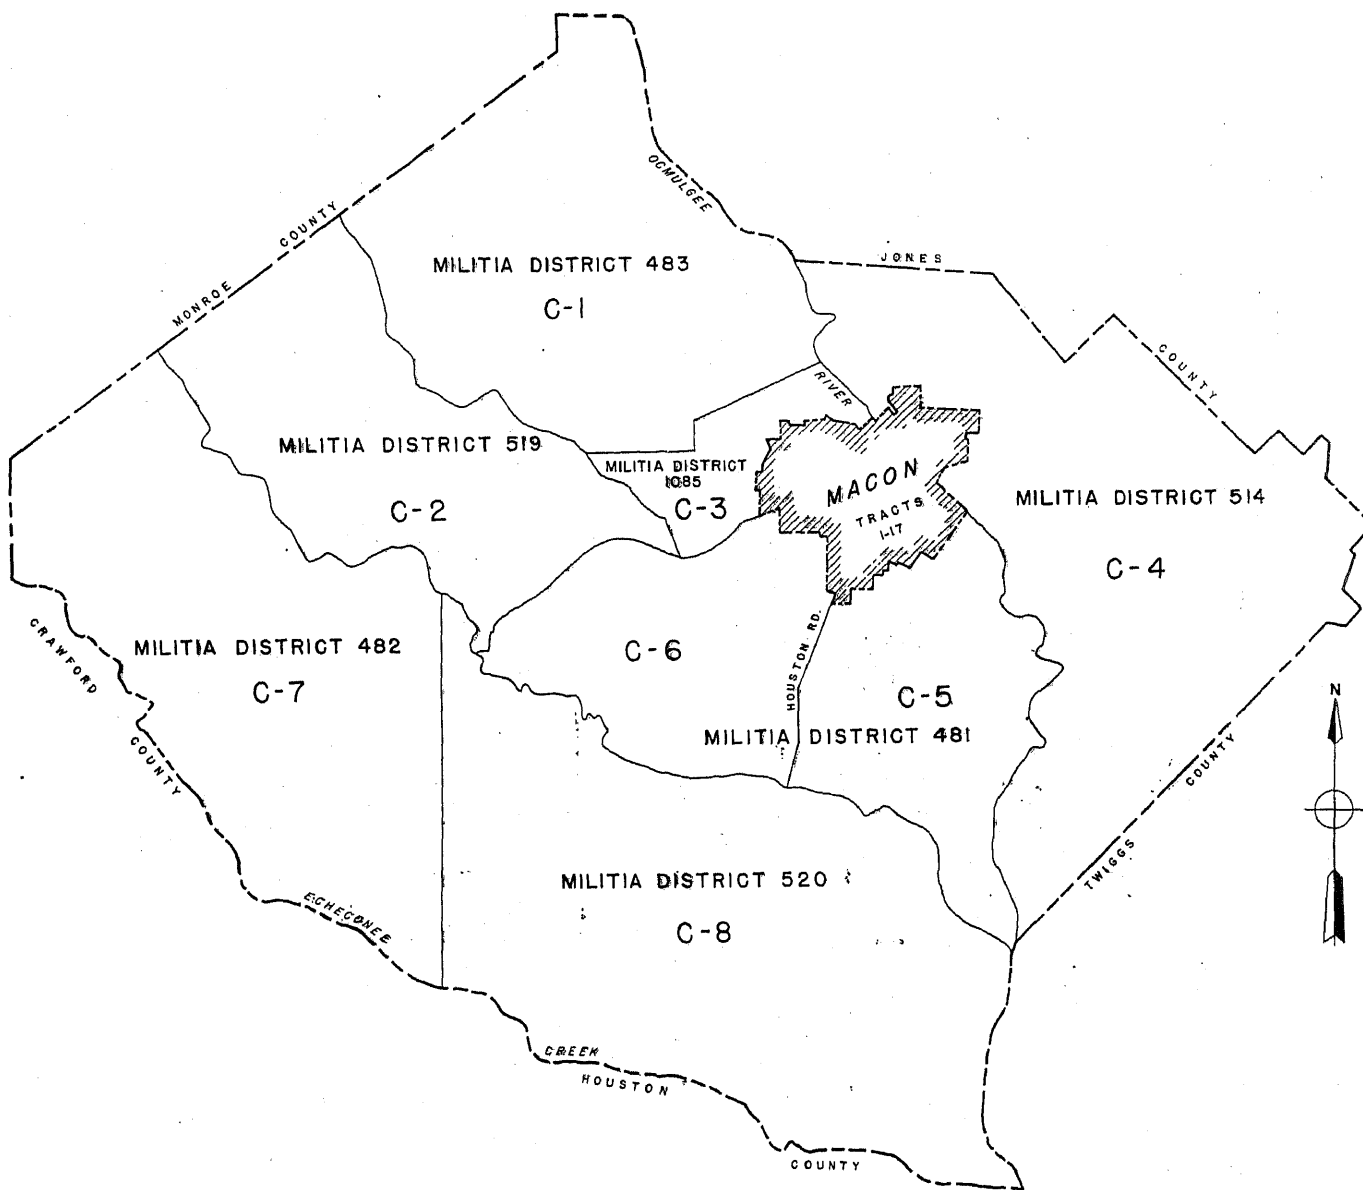 OCMULGEE
COUNTY
MONROE
JONES
MILITIA DISTRICT 483
C-1
COUNTY
RIVER
MILITIA DISTRICT 519
C-2
MILITIA DISTRICT
1085
C-3
MACON
TRACTS
1-17
MILITIA DISTRICT 514
C-4
CRAWFORD
COUNTY
MILITIA DISTRICT 482
C-7
C-6
HOUSTON RD.
C-5
MILITIA DISTRICT 481
N
COUNTY
TWIGGS
MILITIA DISTRICT 520
C-8
ECHECONEE
CREEK
HOUSTON
COUNTY